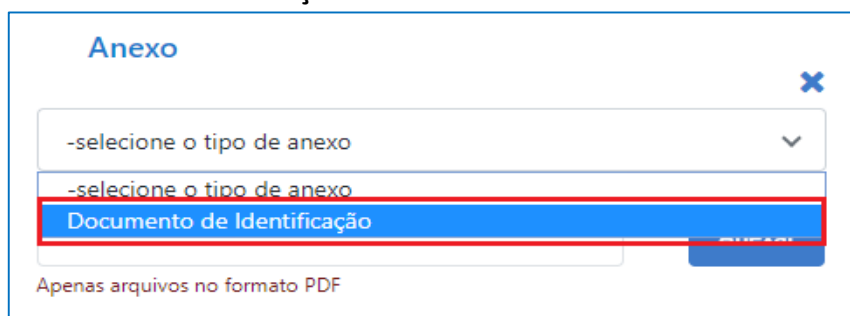 Anexo
-selecione o tipo de anexo
-selecione o tipo de anexo
Documento de Identificação
Apenas arquivos no formato PDF